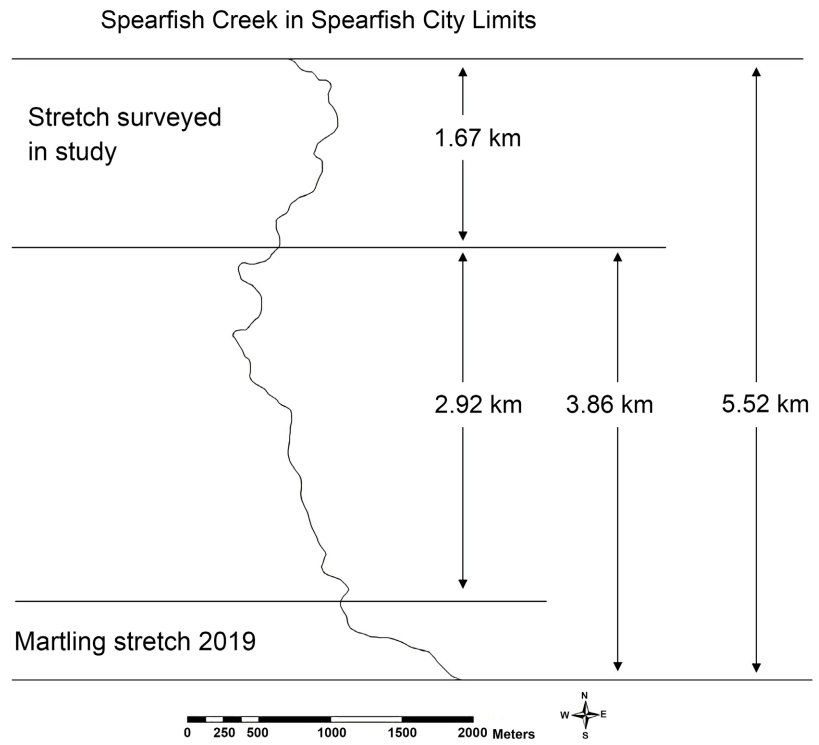 Spearfish Creek in Spearfish City Limits
Stretch surveyed
in study
1.67 km
2.92 km
3.86 km
5.52 km
Martling stretch 2019
0 250 500 1000 1500 2000 Meters
N
W E
S